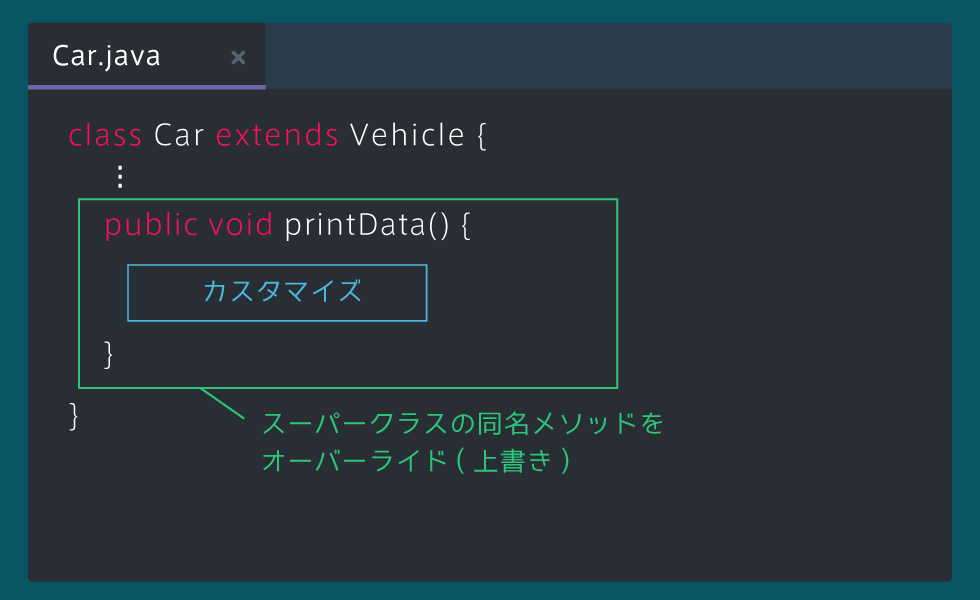 Car.java ×
class Car extends Vehicle {
⋮
public void printData() {
カスタマイズ
}
}
スーパークラスの同名メソッドを
オーバーライド ( 上書き )